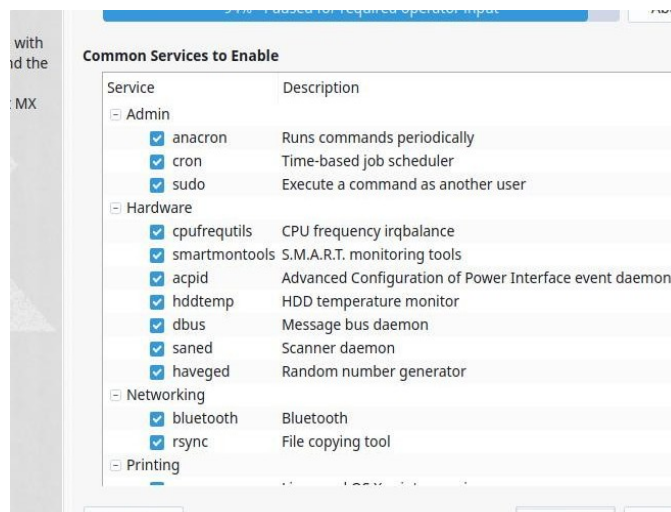 with
nd the
MX
Common Services to Enable
Service Description
Admin
anacron Runs commands periodically
cron Time-based job scheduler
sudo Execute a command as another user
Hardware
cpufrequtils CPU frequency irqbalance
smartmontools S.M.A.R.T. monitoring tools
acpid Advanced Configuration of Power Interface event daemon
hddtemp HDD temperature monitor
dbus Message bus daemon
saned Scanner daemon
haveged Random number generator
Networking
bluetooth Bluetooth
rsync File copying tool
Printing